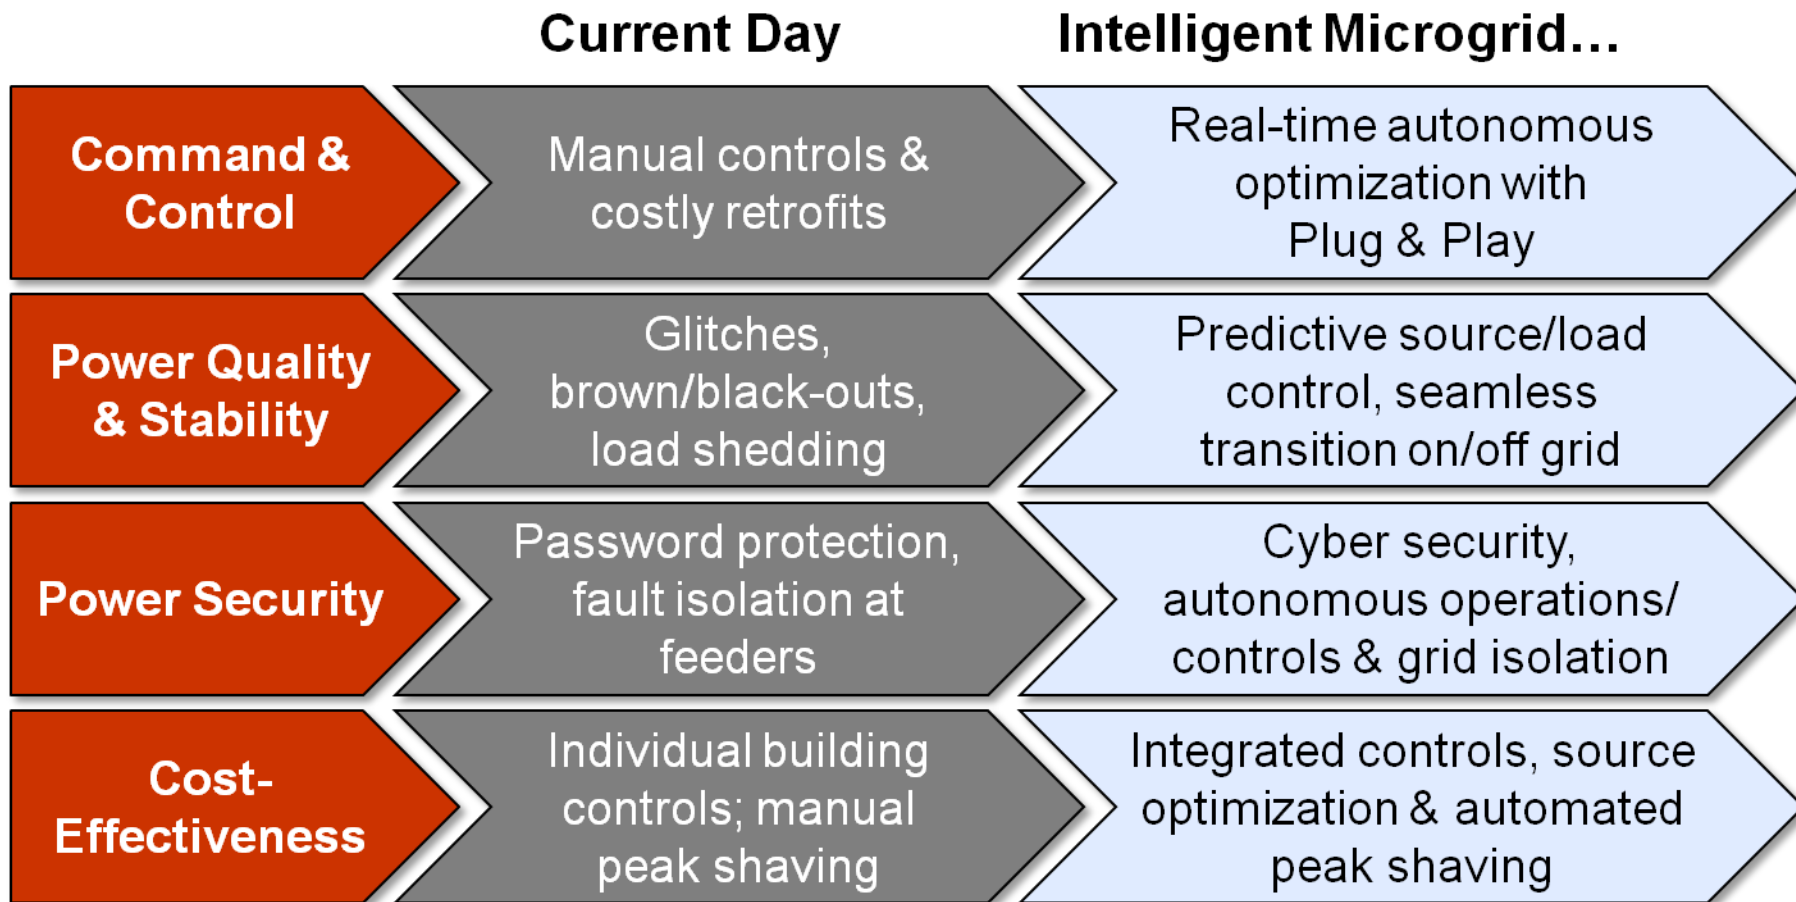 Current Day
Intelligent Microgrid...
Command &
Control
Manual controls &
costly retrofits
Real-time autonomous
optimization with
Plug & Play
Power Quality
& Stability
Glitches,
brown/black-outs,
load shedding
Predictive source/load
control, seamless
transition on/off grid
Power Security
Password protection,
fault isolation at
feeders
Cyber security,
autonomous operations/
controls & grid isolation
Cost-
Effectiveness
Individual building
controls; manual
peak shaving
Integrated controls, source
optimization & automated
peak shaving